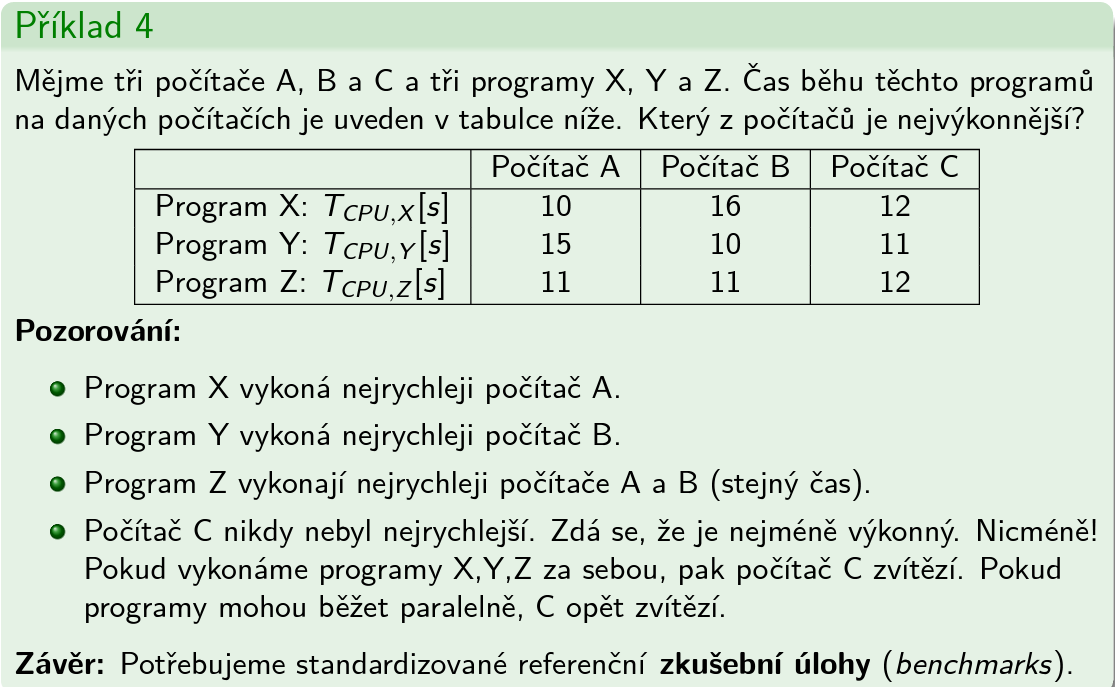 Příklad 4
Mějme tři počítače A, B a C a tři programy X, Y a Z. Čas běhu těchto programů
na daných počítačích je uveden v tabulce níže. Který z počítačů je nejvýkonnější?
Počítač A Počítač B Počítač C
Program X: T_{CPU,X}[s] 10 16 12
Program Y: T_{CPU,Y}[s] 15 10 11
Program Z: T_{CPU,Z}[s] 11 11 12
Pozorování:
Program X vykoná nejrychleji počítač A.
Program Y vykoná nejrychleji počítač B.
Program Z vykonají nejrychleji počítače A a B (stejný čas).
Počítač C nikdy nebyl nejrychlejší. Zdá se, že je nejméně výkonný. Nicméně!
Pokud vykonáme programy X,Y,Z za sebou, pak počítač C zvítězí. Pokud
programy mohou běžet paralelně, C opět zvítězí.
Závěr: Potřebujeme standardizované referenční zkušební úlohy (benchmarks).